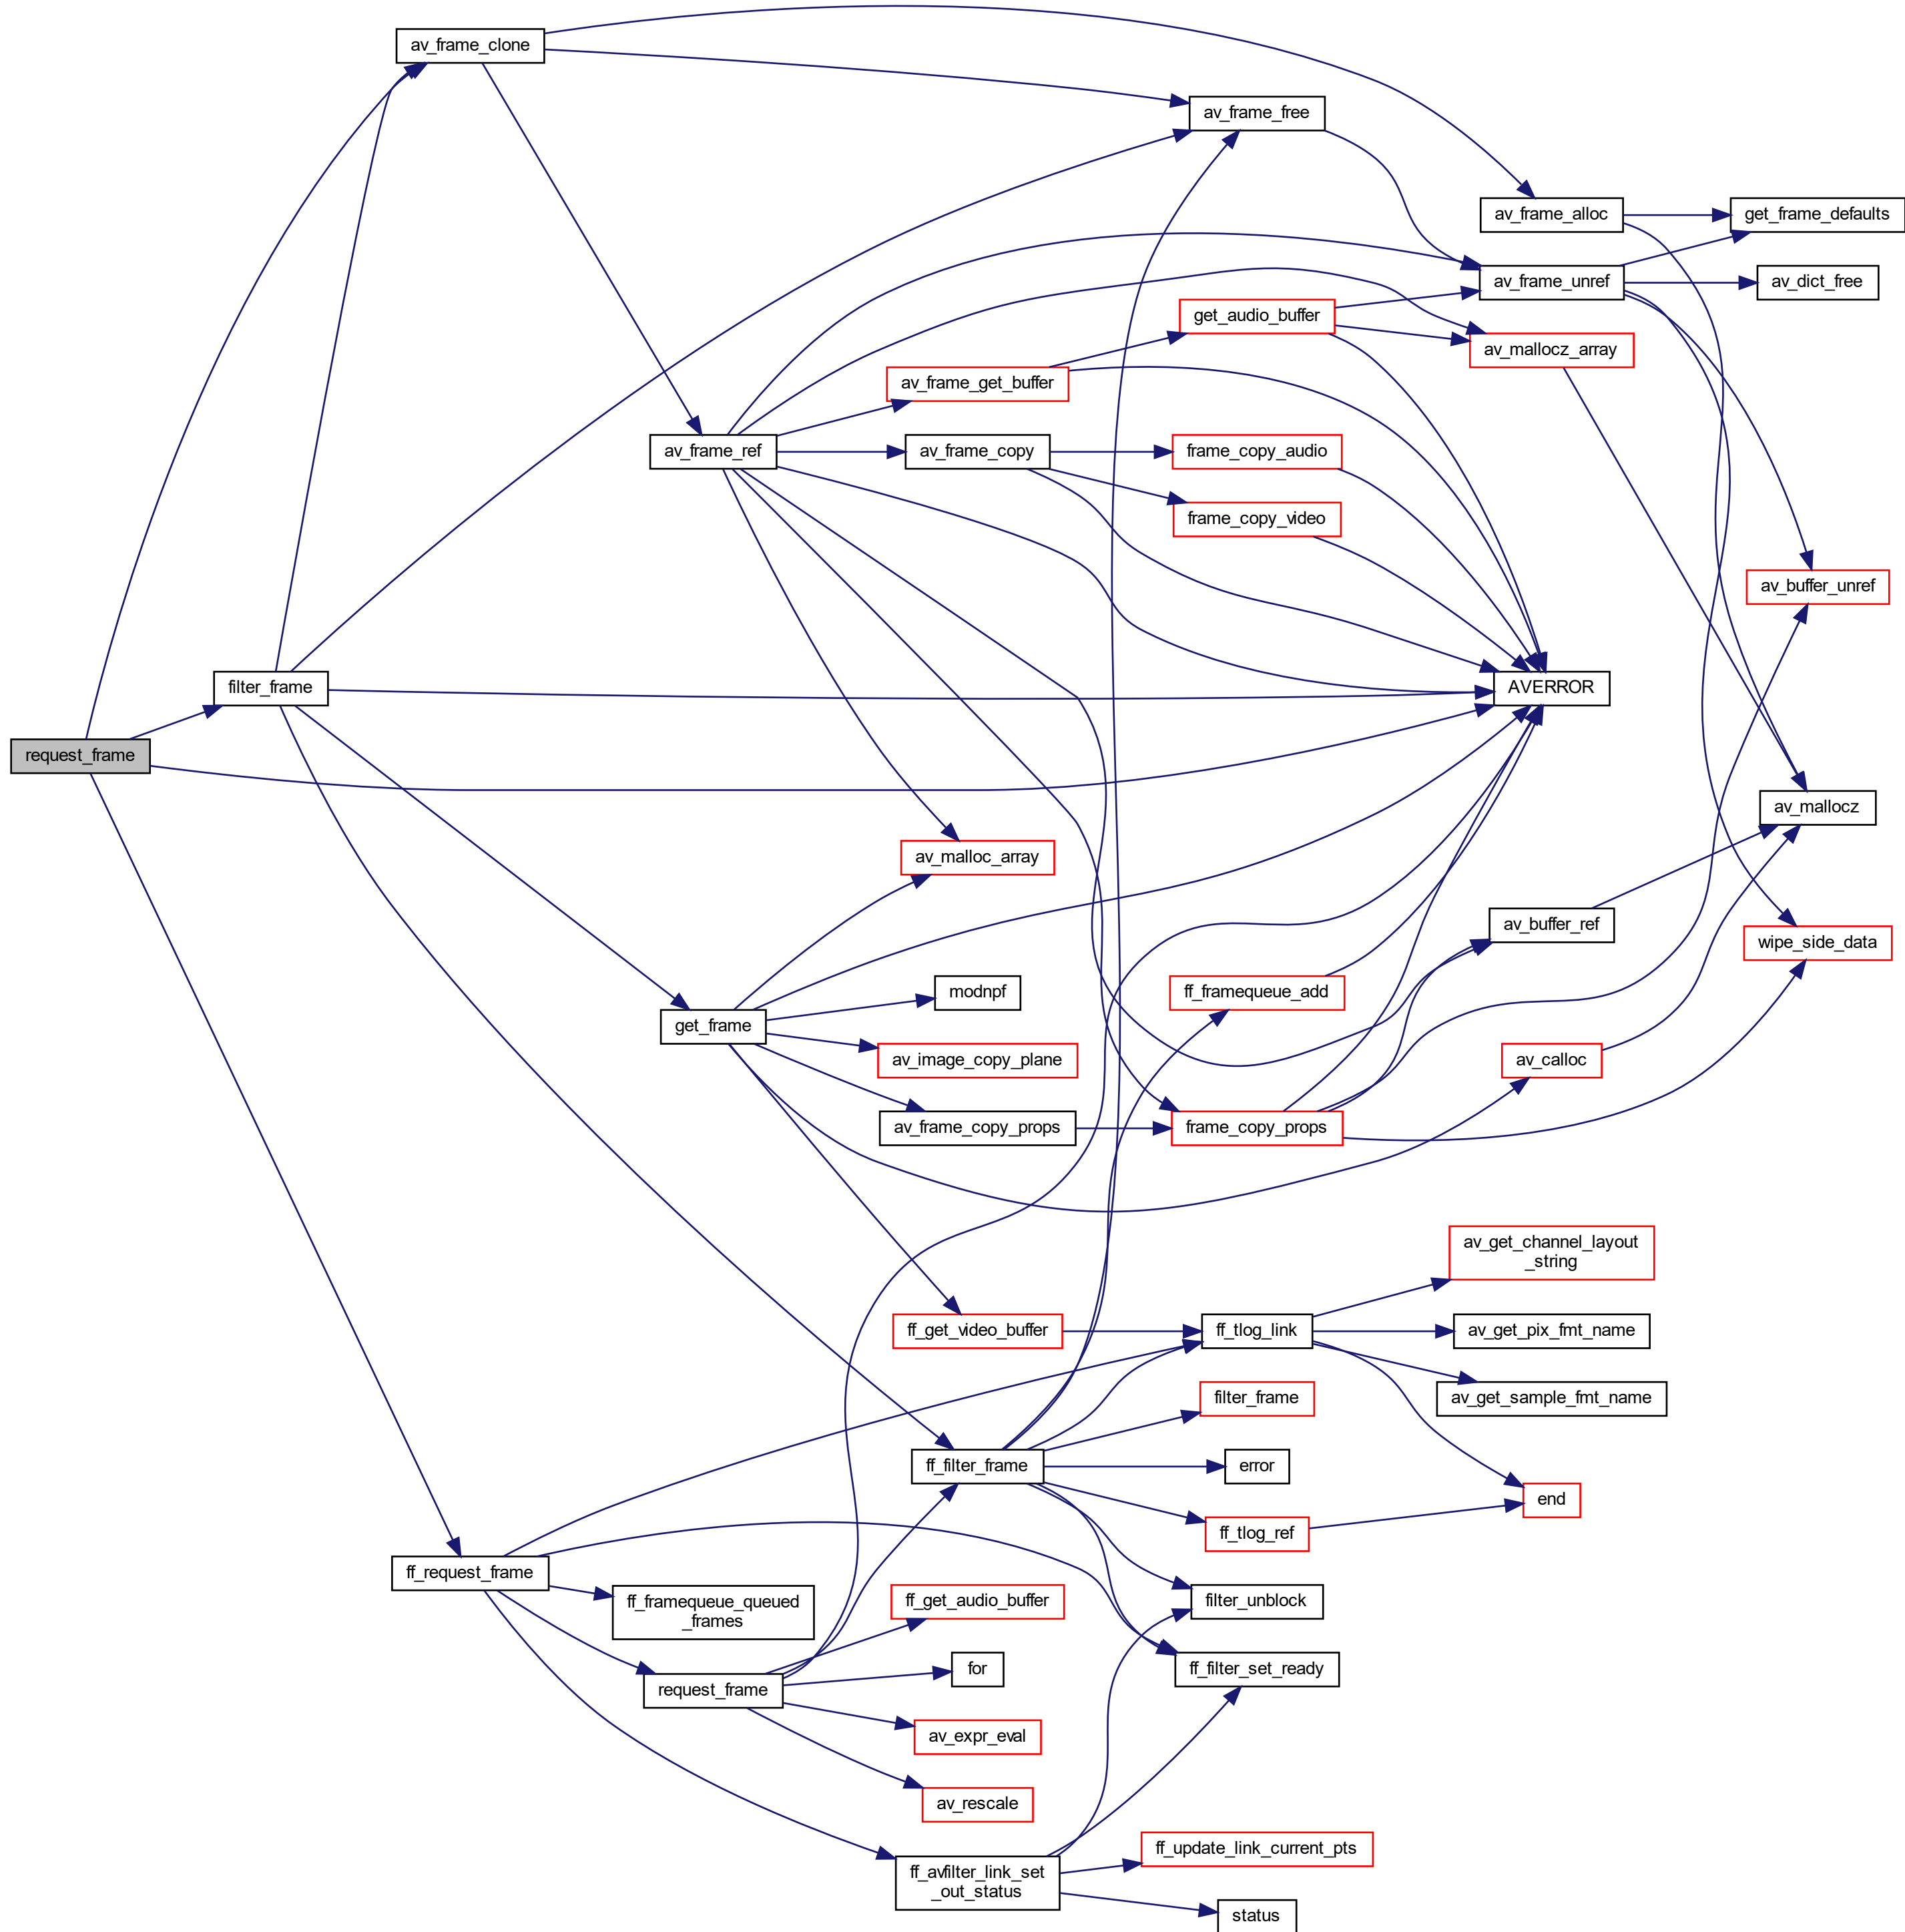 av_frame_clone
av_frame_free
av_frame_alloc
get_frame_defaults
av_frame_unref
av_dict_free
get_audio_buffer
av_mallocz_array
av_frame_get_buffer
av_frame_ref
av_frame_copy
frame_copy_audio
frame_copy_video
av_buffer_unref
filter_frame
AVERROR
request_frame
av_mallocz
av_malloc_array
av_buffer_ref
wipe_side_data
modnpf
ff_framequeue_add
get_frame
av_image_copy_plane
av_calloc
av_frame_copy_props
frame_copy_props
av_get_channel_layout
_string
ff_get_video_buffer
ff_tlog_link
av_get_pix_fmt_name
filter_frame
av_get_sample_fmt_name
ff_filter_frame
error
end
ff_tlog_ref
ff_request_frame
ff_framequeue_queued
_frames
ff_get_audio_buffer
filter_unblock
for
ff_filter_set_ready
request_frame
av_expr_eval
av_rescale
ff_update_link_current_pts
ff_avfilter_link_set
_out_status
status